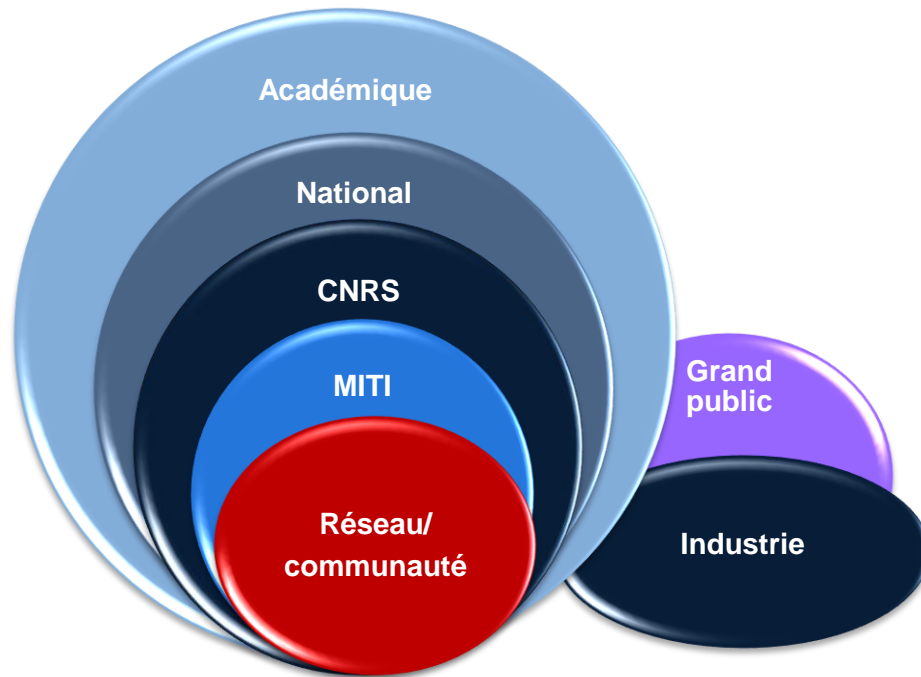 Académique
National
CNRS
MITI
Réseau/
communauté
Grand
public
Industrie